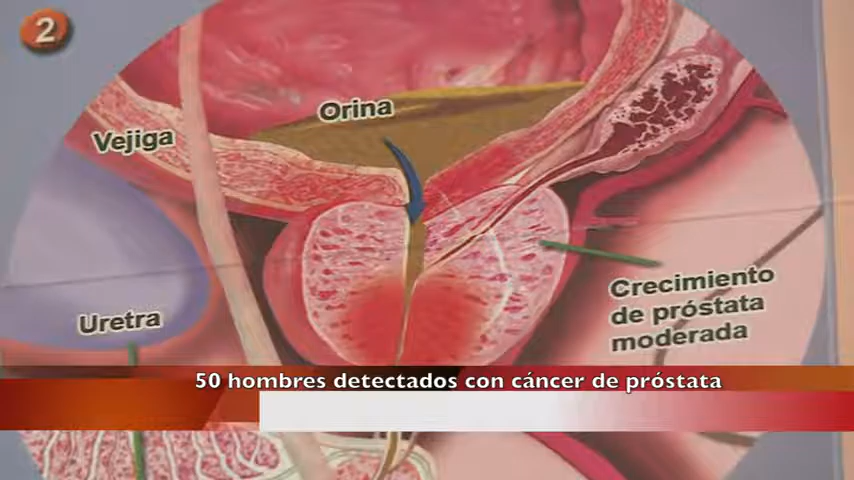 2
Orina
Vejiga
Crecimiento
de próstata
moderada
Uretra
50 hombres detectados con cáncer de próstata